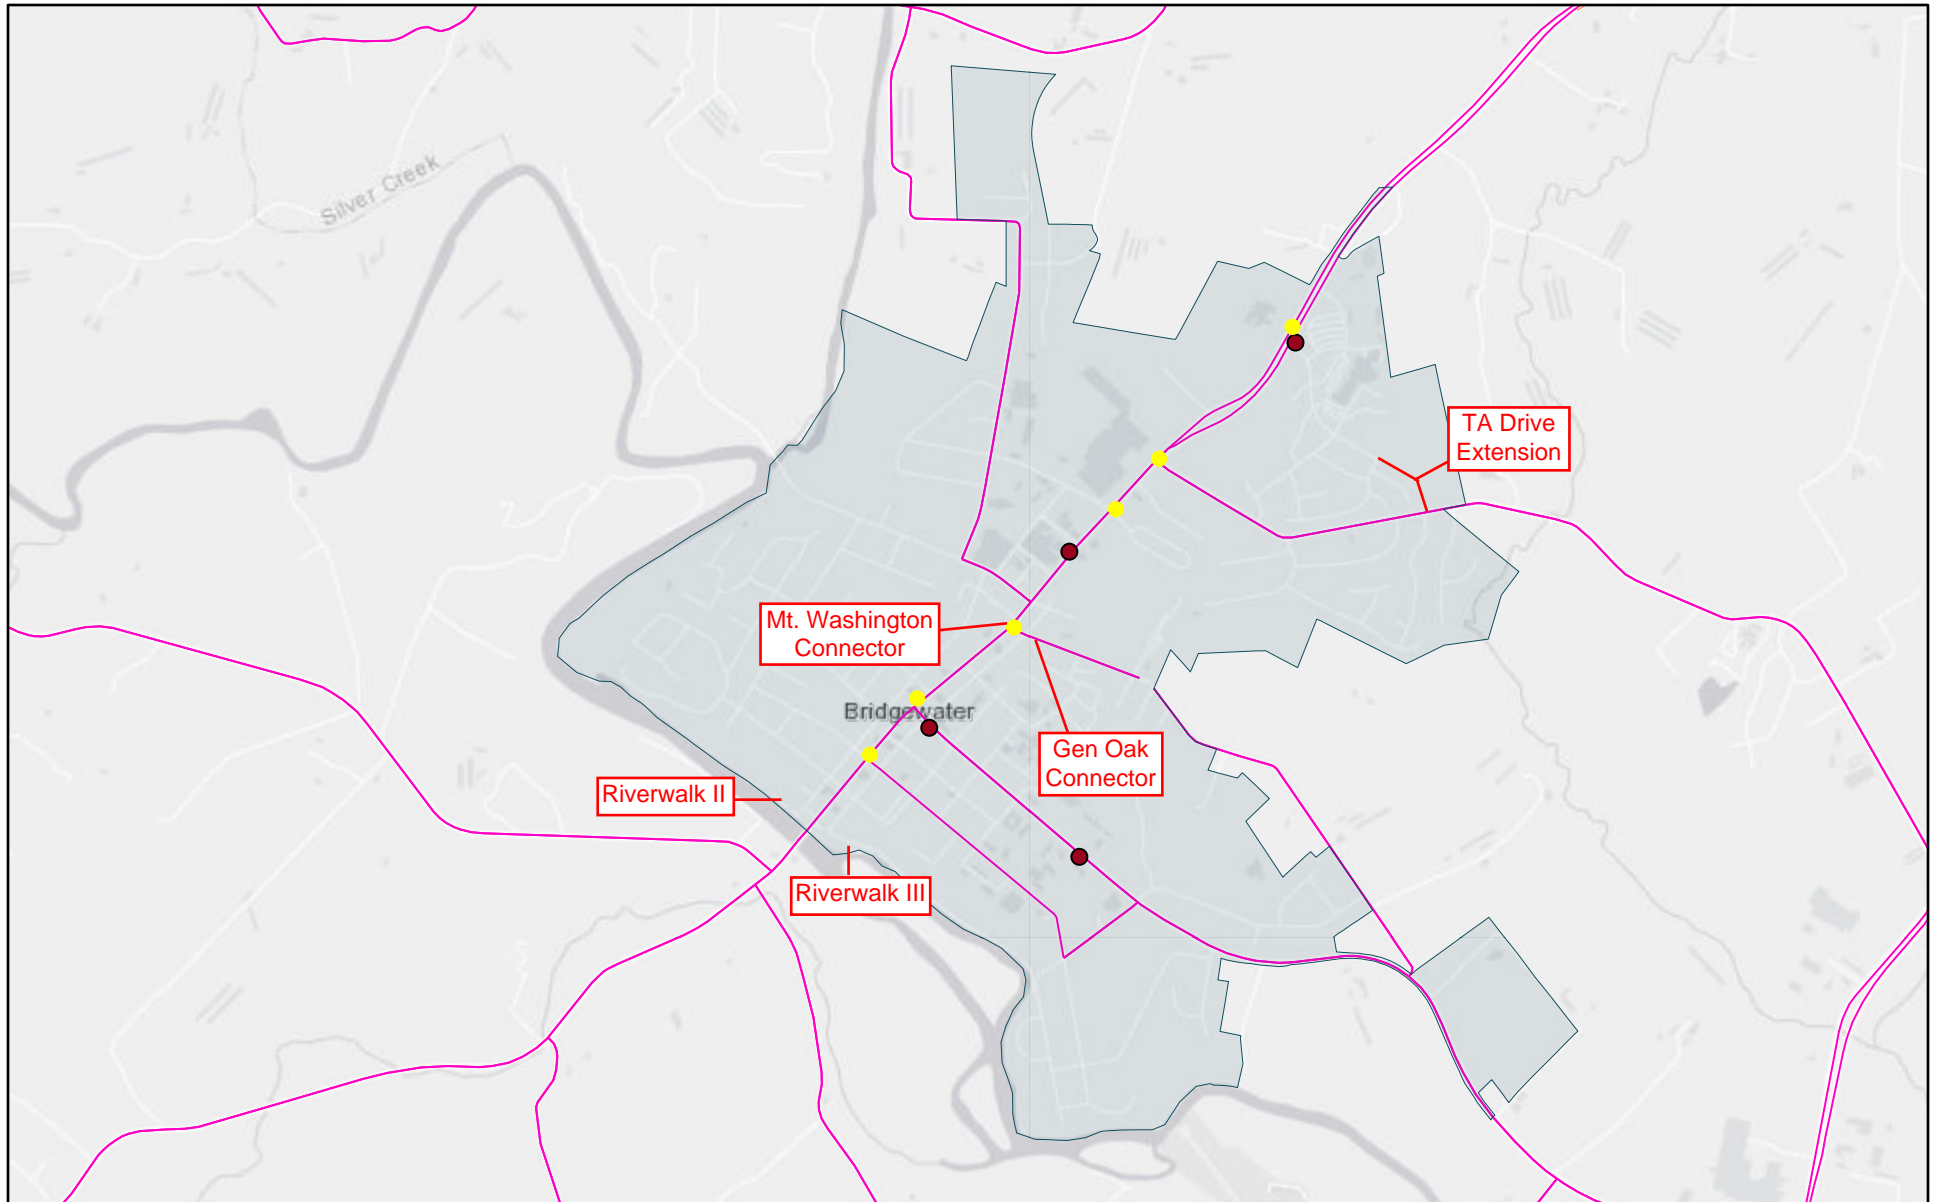 Silver Creek
TA Drive
Extension
Mt. Washington
Connector
Bridgewater
Gen Oak
Connector
Riverwalk II
Riverwalk III